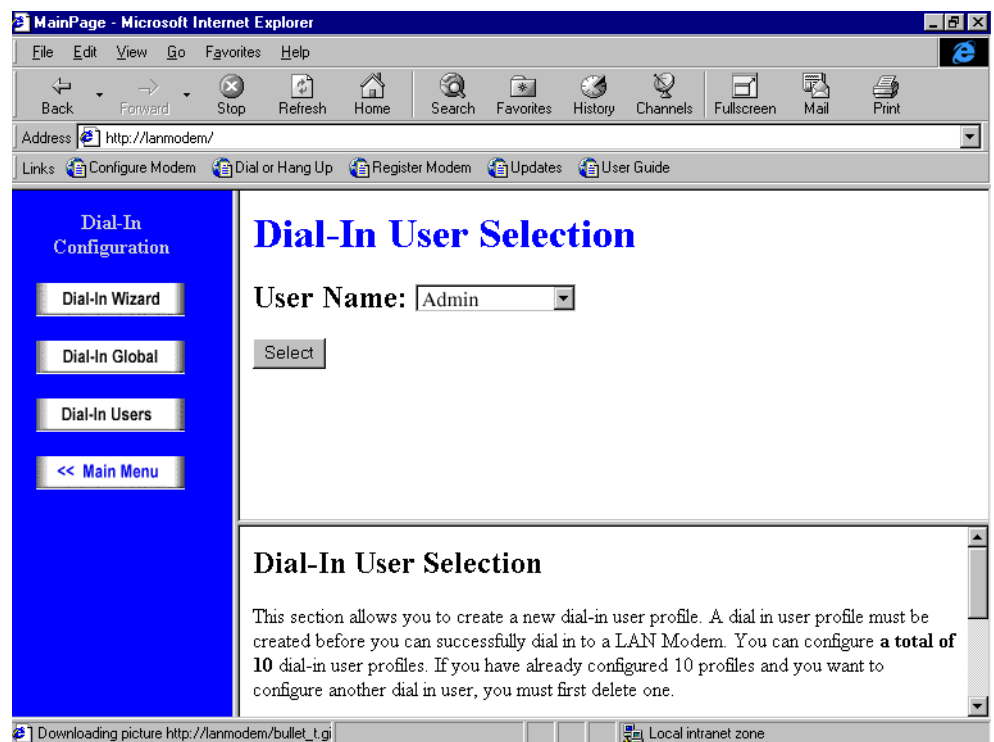 MainPage - Microsoft Internet Explorer
File Edit View Go Favorites Help
Back Forward Stop Refresh Home Search Favorites History Channels Fullscreen Mail Print
Address http://lanmodem/
Links Configure Modem Dial or Hang Up Register Modem Updates User Guide
Dial-In
Configuration
Dial-In Wizard
Dial-In Global
Dial-In Users
<< Main Menu
Dial-In User Selection
User Name: Admin
Select
Dial-In User Selection
This section allows you to create a new dial-in user profile. A dial in user profile must be
created before you can successfully dial in to a LAN Modem. You can configure a total of
10 dial-in user profiles. If you have already configured 10 profiles and you want to
configure another dial in user, you must first delete one.
Downloading picture http://lanmodem/bullet_t.gi
Local intranet zone